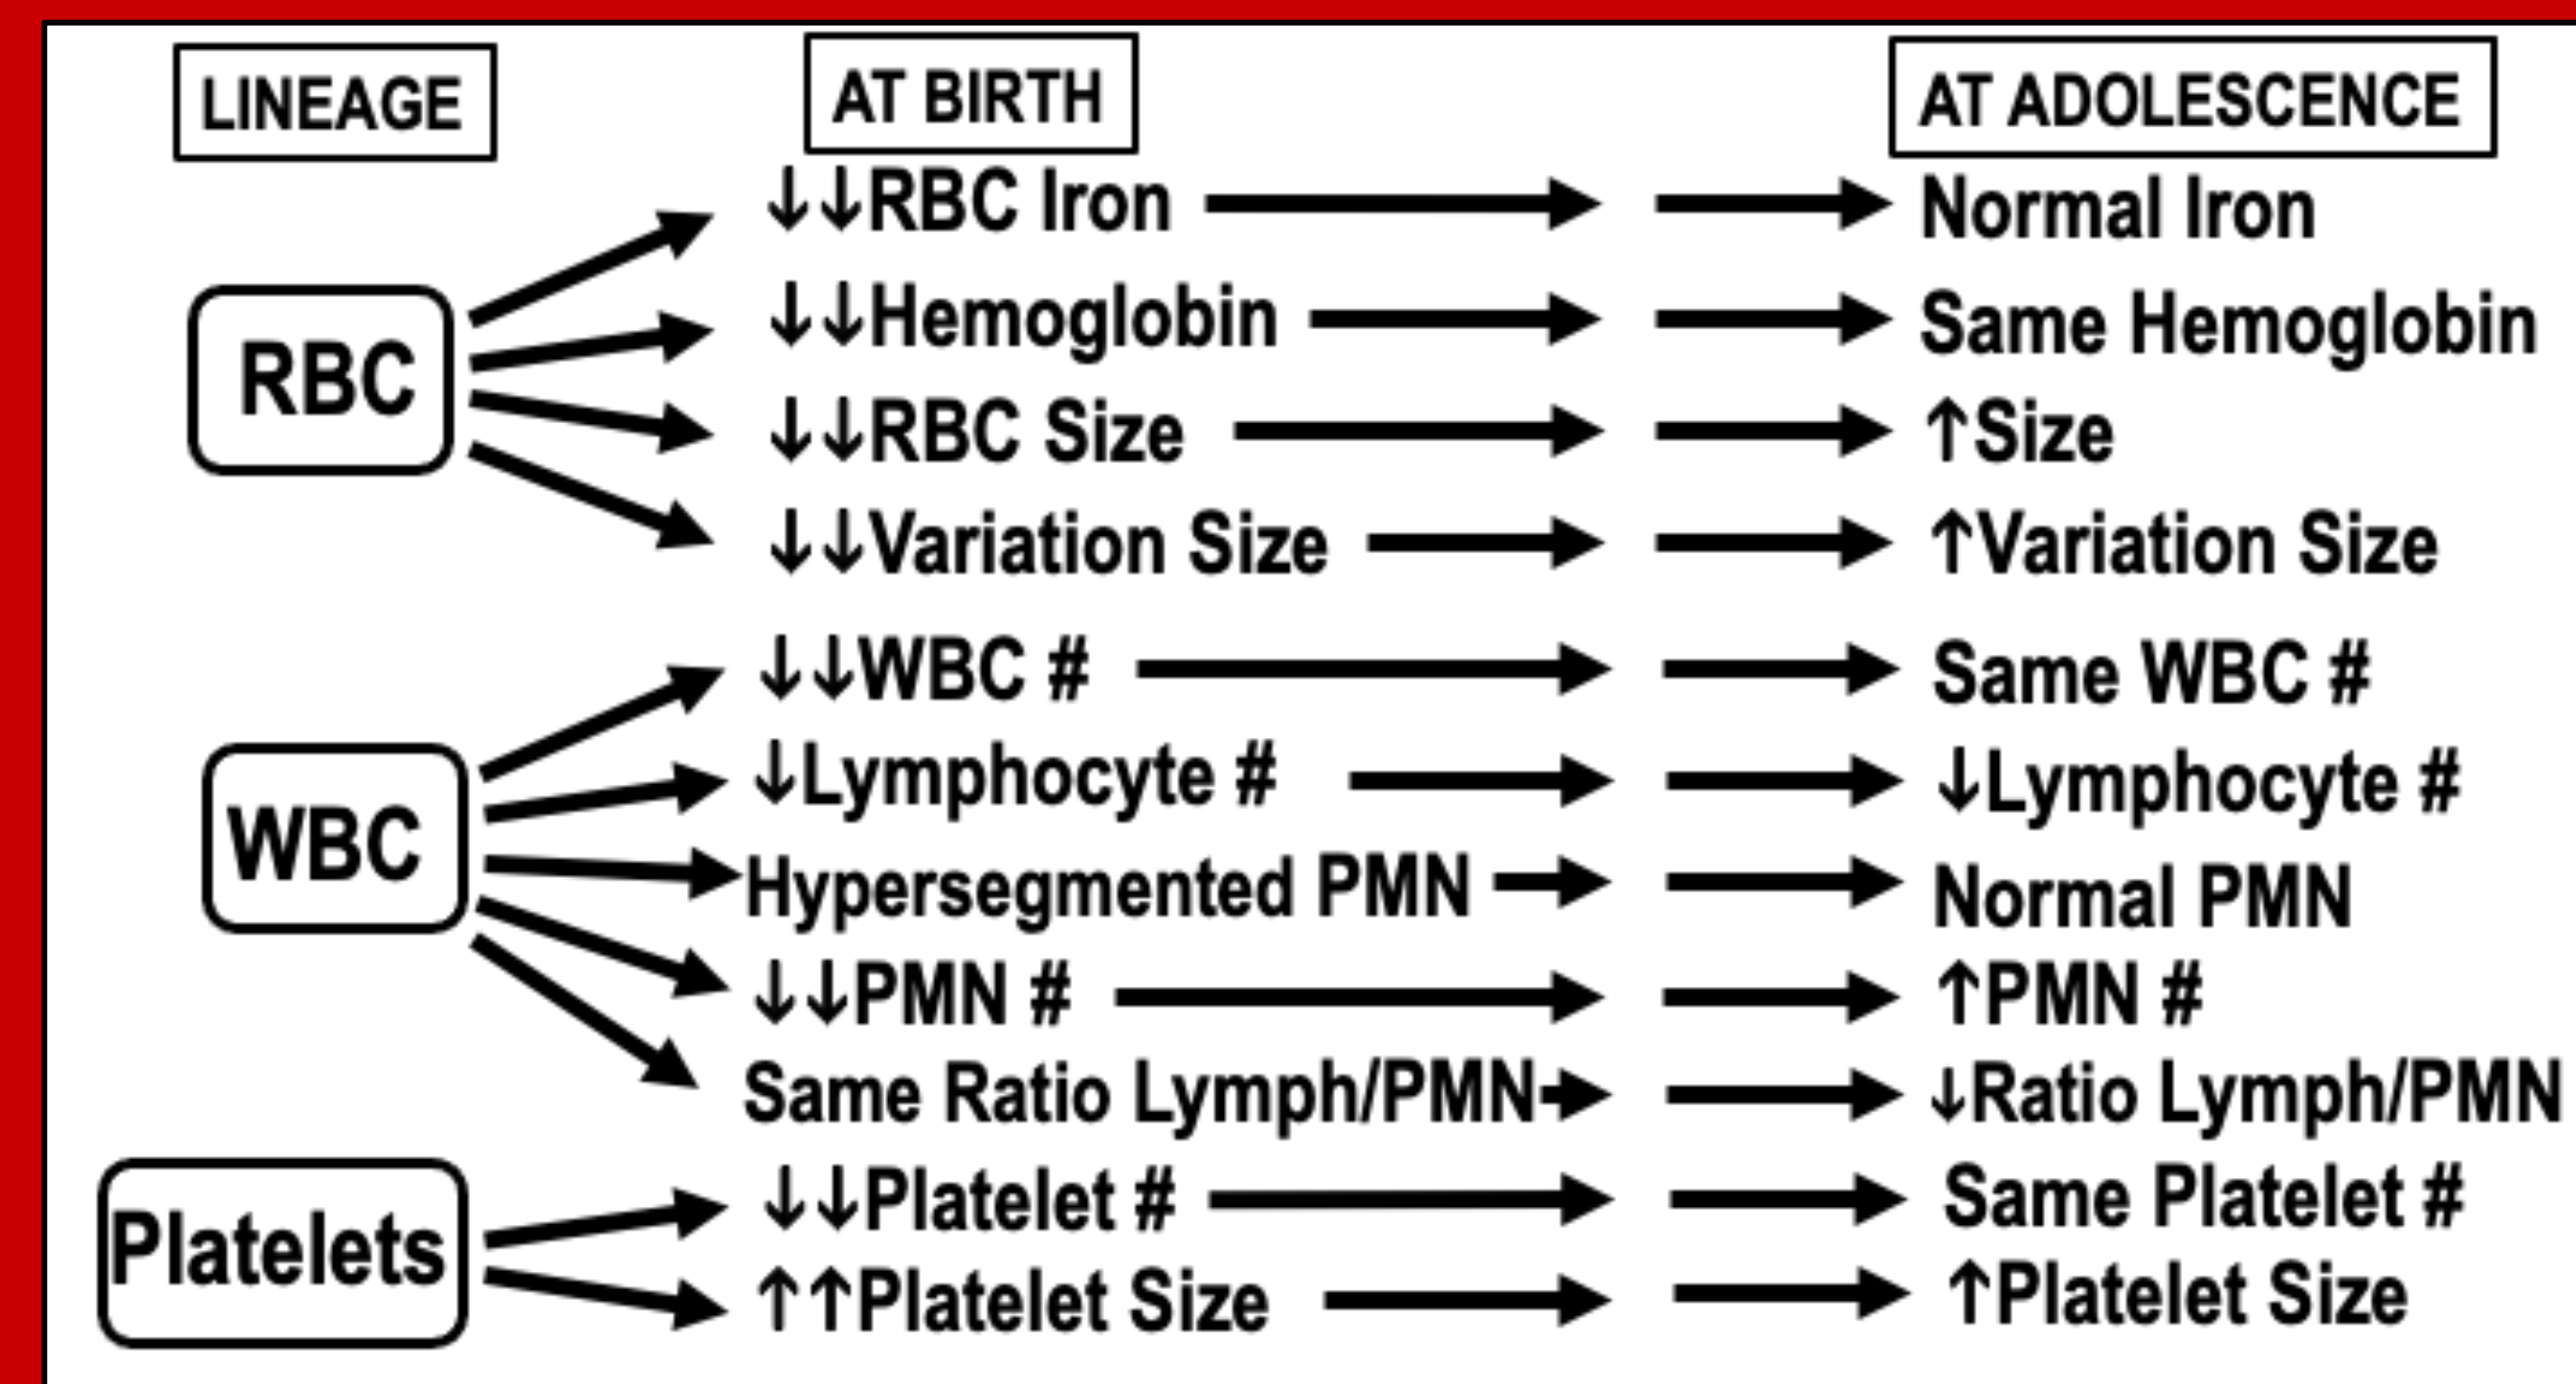 LINEAGE AT BIRTH AT ADOLESCENCE
↓↓RBC Iron Normal Iron
↓↓Hemoglobin Same Hemoglobin
RBC
↓↓RBC Size ↑Size
↓↓Variation Size ↑Variation Size
↓↓WBC # Same WBC #
↓Lymphocyte # ↓Lymphocyte #
WBC
Hypersegmented PMN Normal PMN
↓↓PMN # ↑PMN #
Same Ratio Lymph/PMN ↓Ratio Lymph/PMN
↓↓Platelet # Same Platelet #
Platelets
↑↑Platelet Size ↑Platelet Size